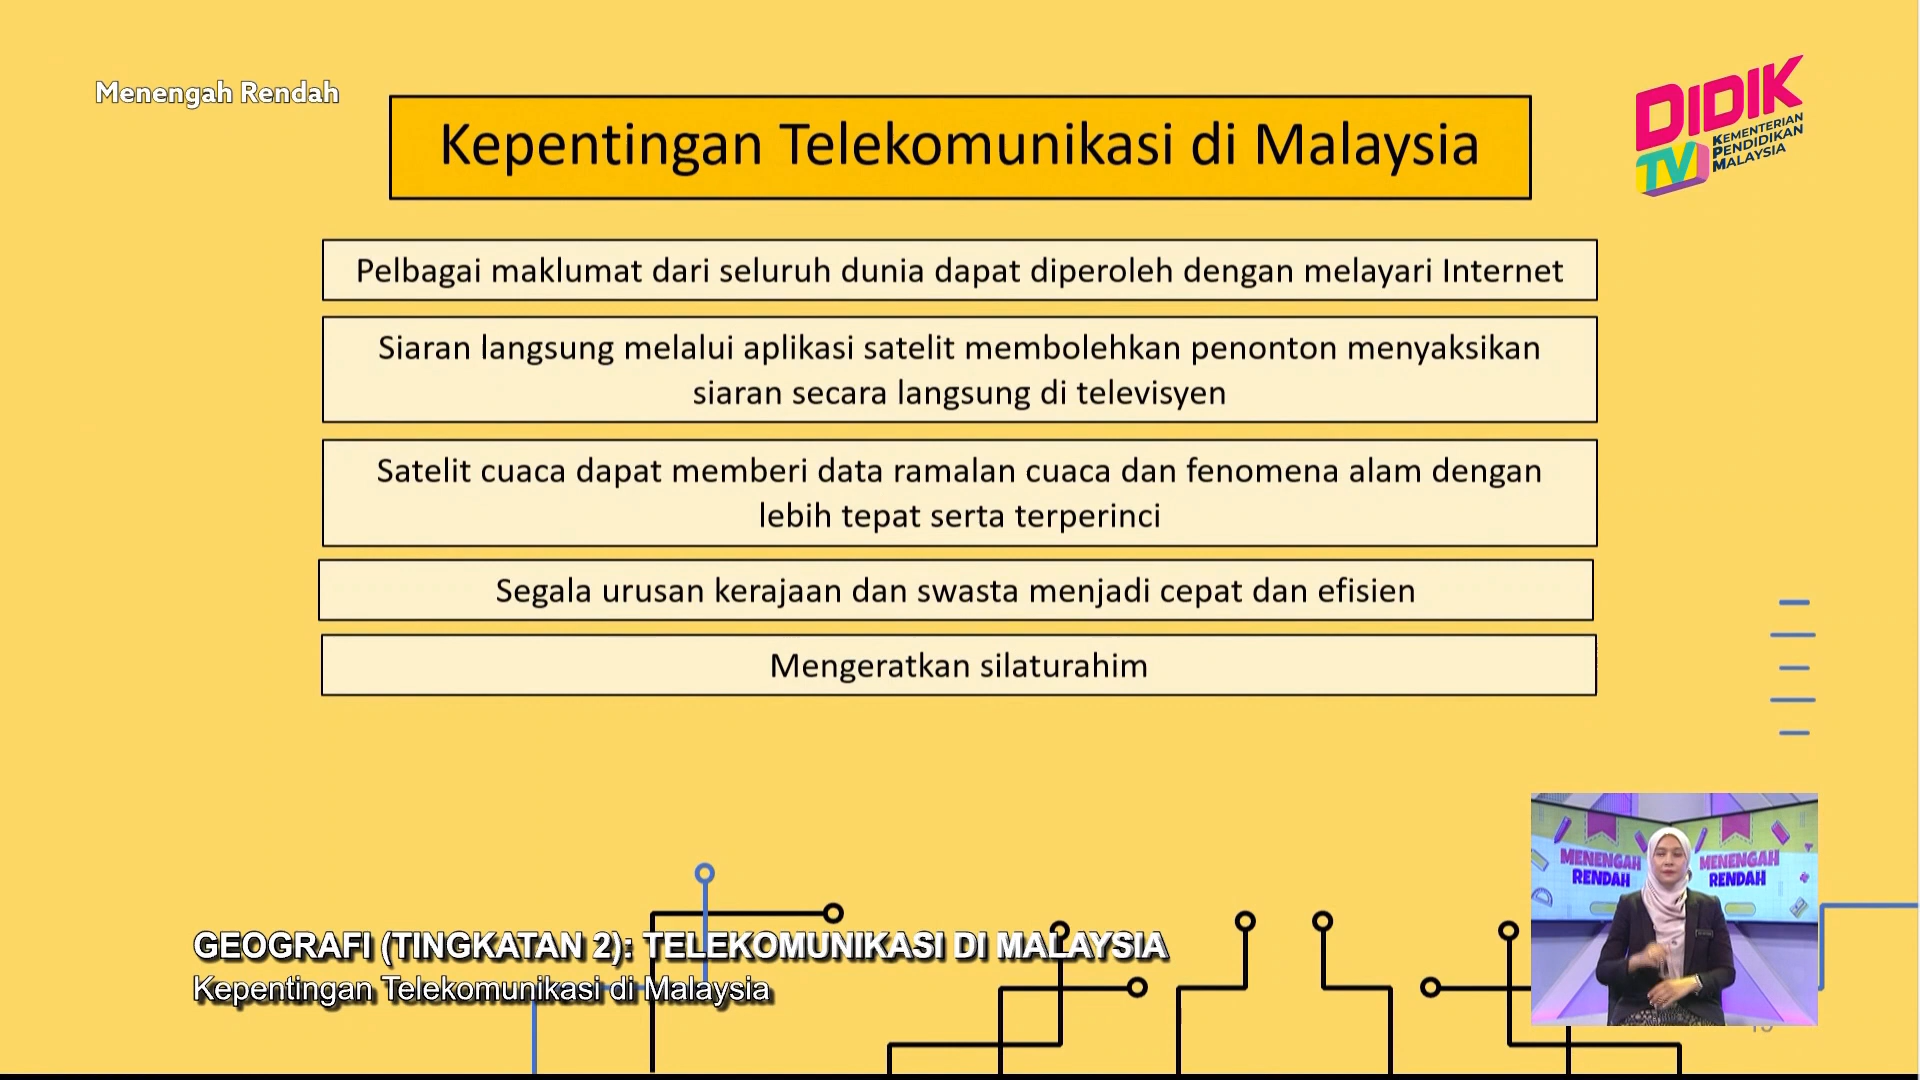 Menengah Rendah
DIDIK
TV
KEMENTERIAN
PENDIDIKAN
MALAYSIA
Kepentingan Telekomunikasi di Malaysia
Pelbagai maklumat dari seluruh dunia dapat diperoleh dengan melayari Internet
Siaran langsung melalui aplikasi satelit membolehkan penonton menyaksikan
siaran secara langsung di televisyen
Satelit cuaca dapat memberi data ramalan cuaca dan fenomena alam dengan
lebih tepat serta terperinci
Segala urusan kerajaan dan swasta menjadi cepat dan efisien
Mengeratkan silaturahim
MENENGAH
RENDAH
MENENGAH
RENDAH
GEOGRAFI (TINGKATAN 2): TELEKOMUNIKASI DI MALAYSIA
Kepentingan Telekomunikasi di Malaysia